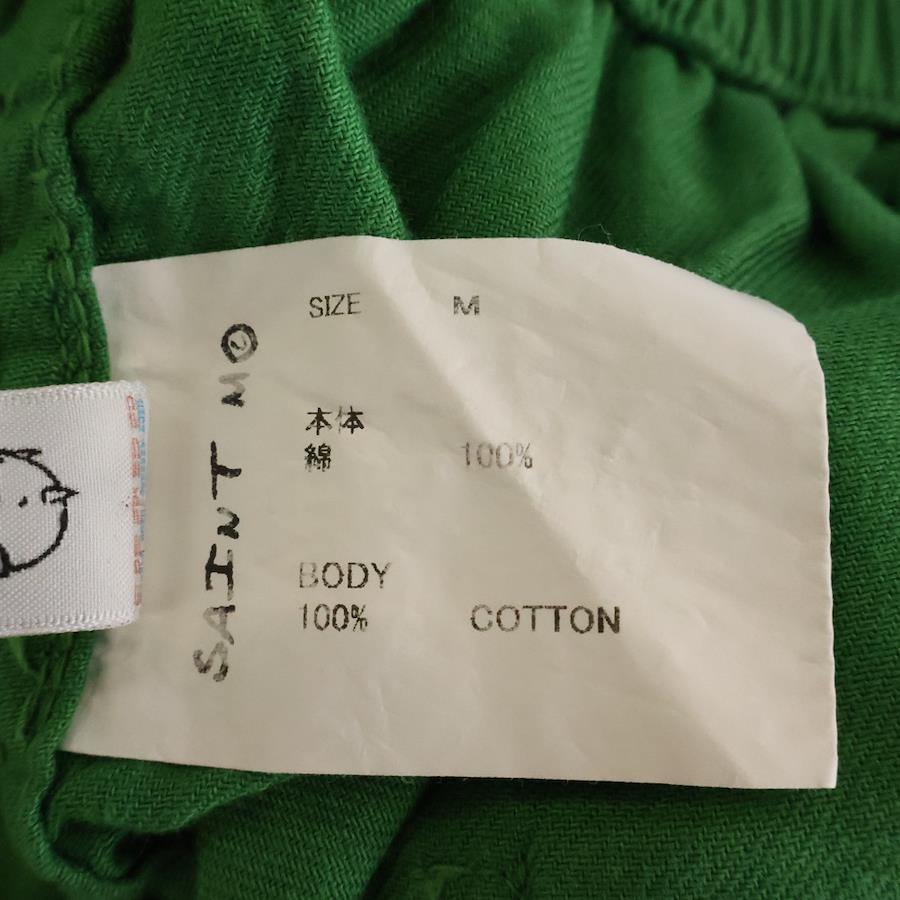 SAINT M
SIZE M
本体
綿 100%
BODY
100% COTTON